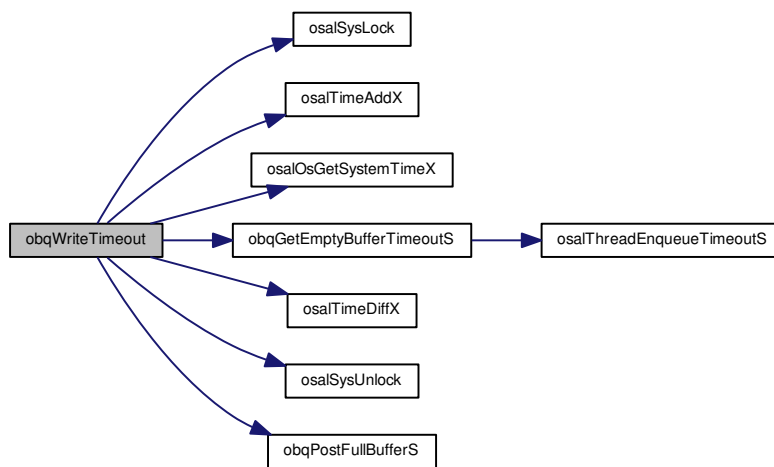 osalSysLock
osalTimeAddX
osalOsGetSystemTimeX
obqWriteTimeout
obqGetEmptyBufferTimeoutS
osalThreadEnqueueTimeoutS
osalTimeDiffX
osalSysUnlock
obqPostFullBufferS